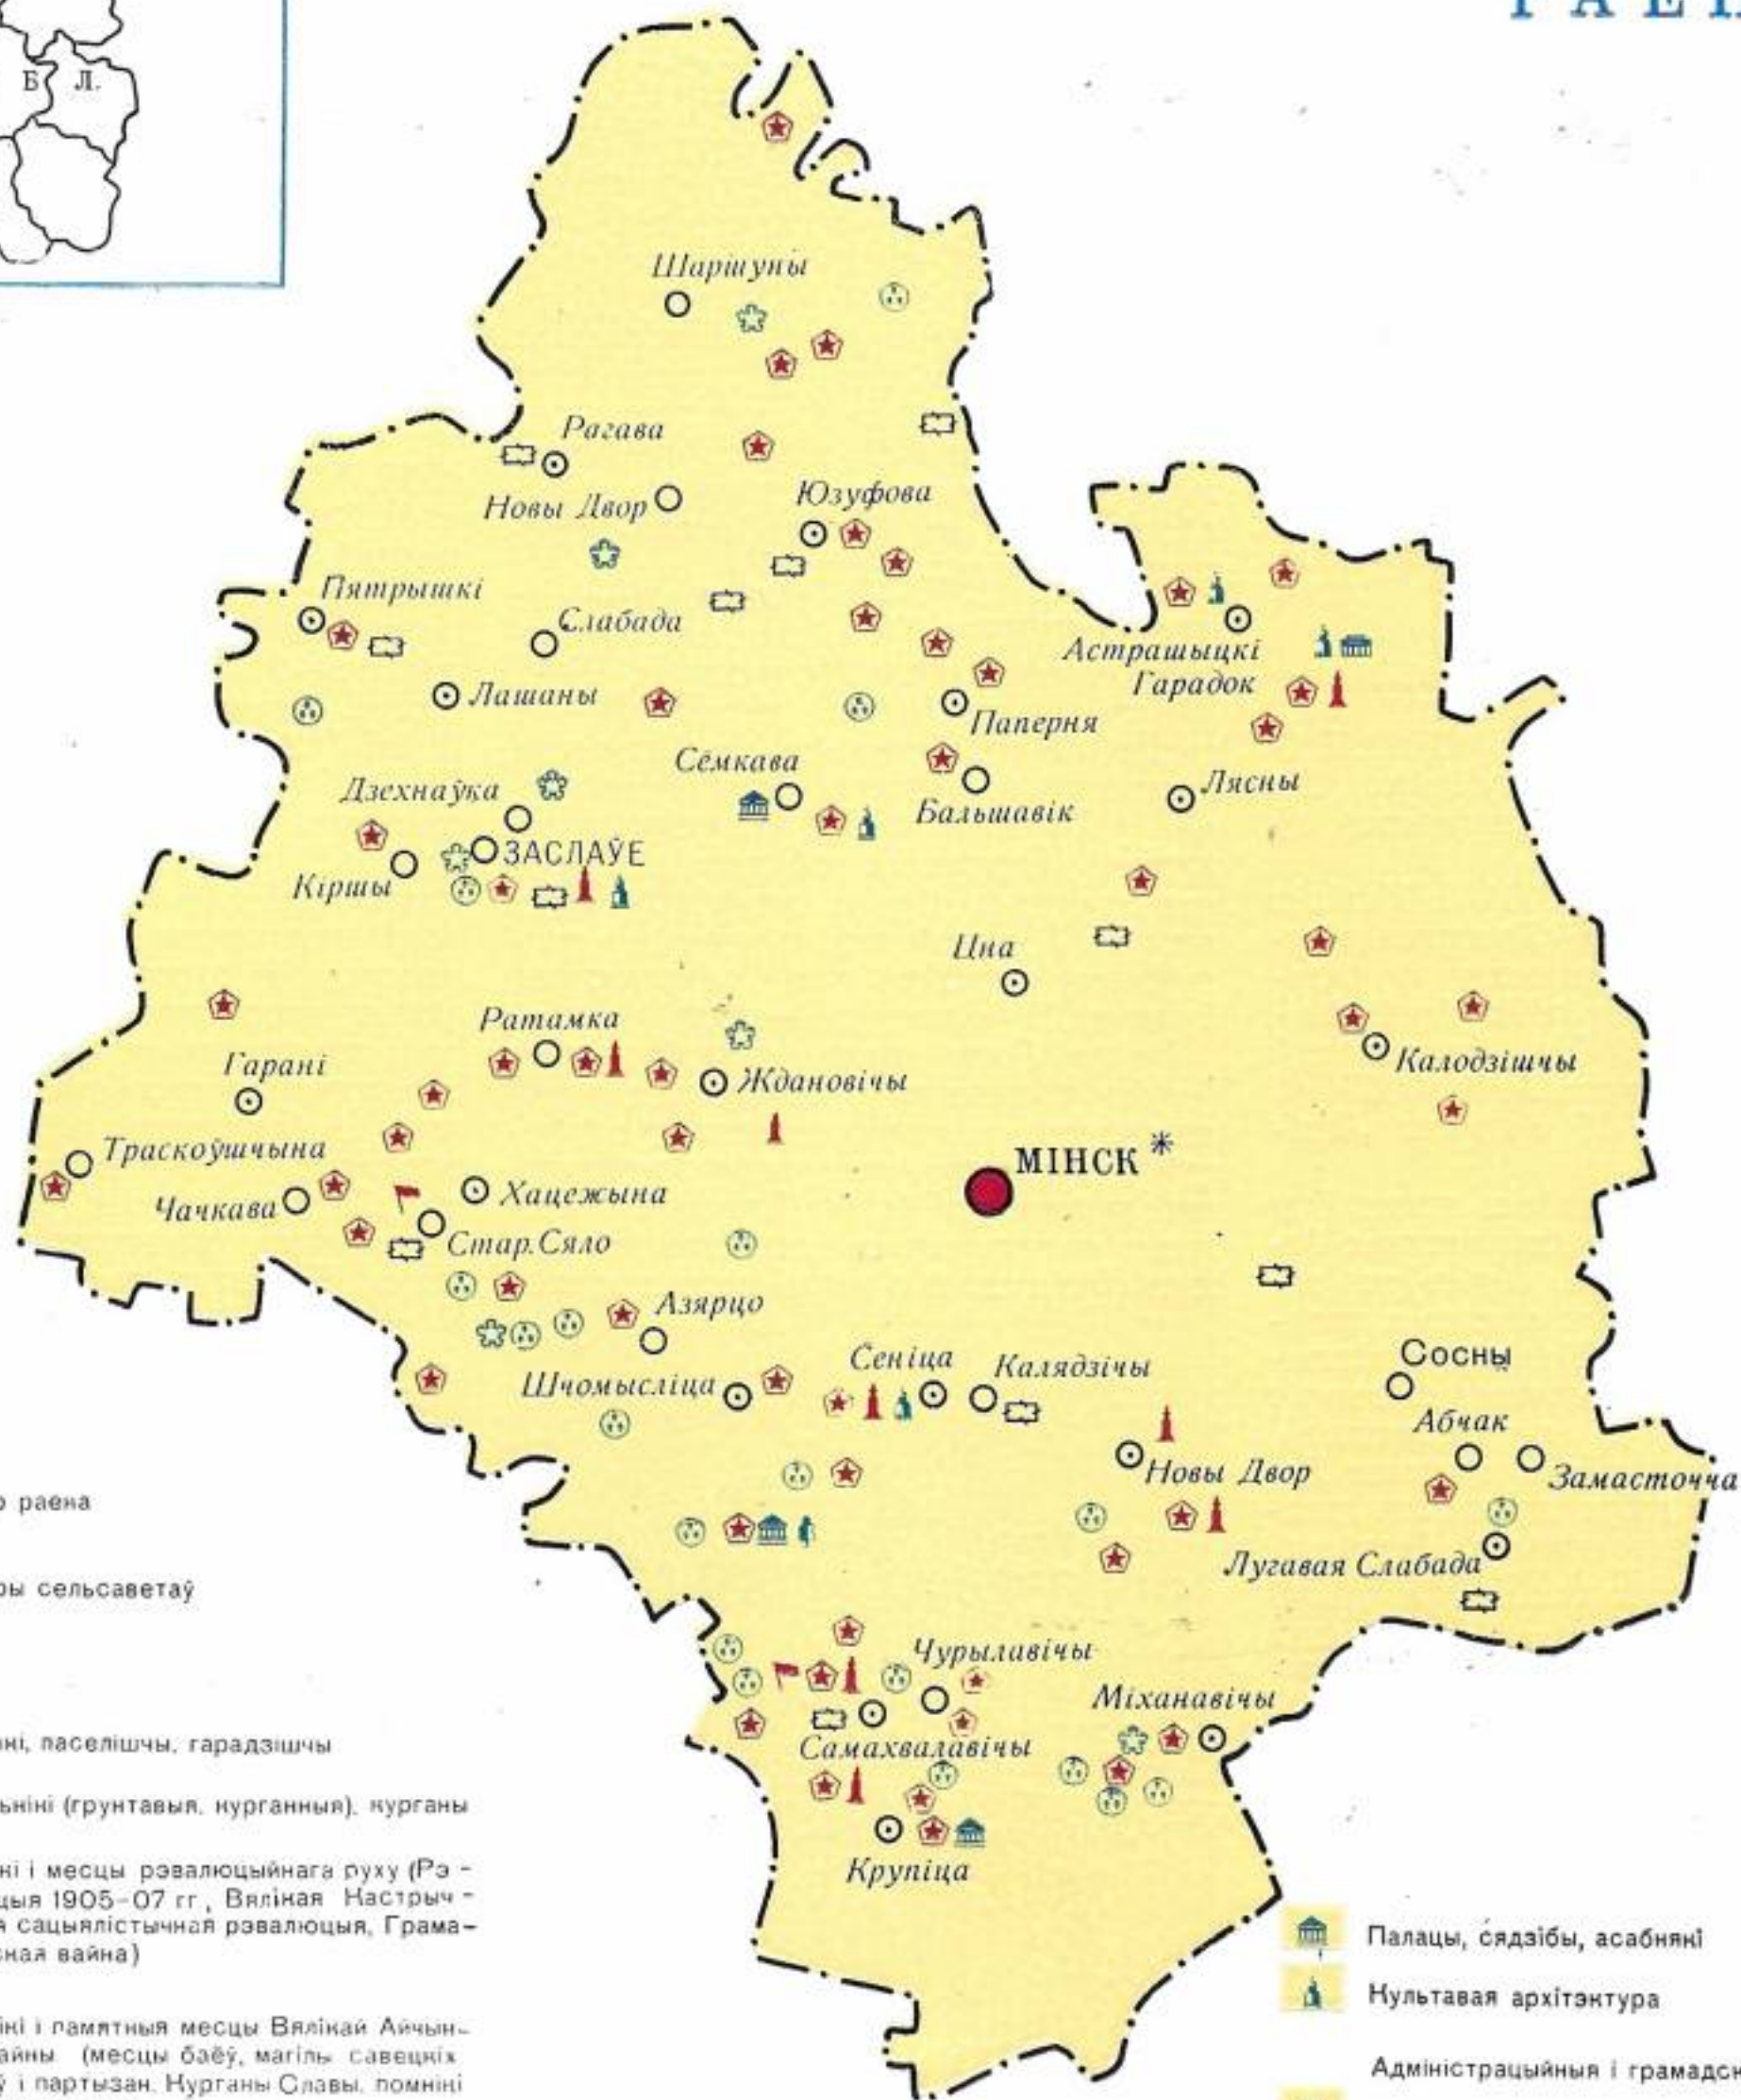 Б Л.
Шаршуны
Рагава
Новы Двор
Юзуфова
Пятрышкі
Слабада
Астрашыцкі
Гарадок
Лашаны
Паперня
Сёмкава
Дзехнаўка
Лясны
Бальшавік
ЗАСЛАЎЕ
Кіршы
Цна
Ратамка
Гарані
Калодзішчы
Ждановічы
Траскоўшчына
МІНСК *
Хацежына
Чачкава
Стар. Сяло
Азярцо
Сеніца
Калядзічы
Сосны
Шчомысліца
Абчак
Новы Двор
Замасточча
Лугавая Слабада
Чурылавічы
Міханавічы
Самахвалавічы
Крупіца
раёна
сельсаветаў
паселішчы, гарадзішчы
(грунтавыя, курганныя), курганы
і месцы рэвалюцыйнага руху (Рэ-
1905–07 гг., Вялікая Кастрыч-
сацыялістычная рэвалюцыя, Грама-
вайна)
і памятныя месцы Вялікай Айчын-
(месцы баёў, магілы савецкіх
і партызан. Курганы Славы, помнікі
Палацы, сядзібы, асабнякі
Культавая архітэктура
Адміністрацыйныя і